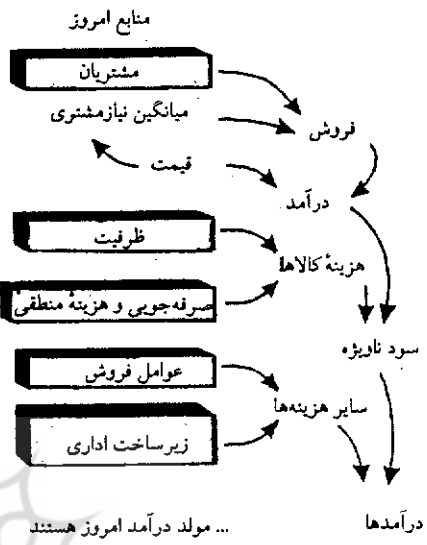 منابع امروز
مشتریان
میانگین نیازمشتری
فروش
قیمت
درآمد
ظرفیت
هزینهٔ کالاها
صرفه‌جویی و هزینهٔ منطقی
سود ناویژه
عوامل فروش
سایر هزینه‌ها
زیرساخت اداری
درآمدها
... مولد درآمد امروز هستند